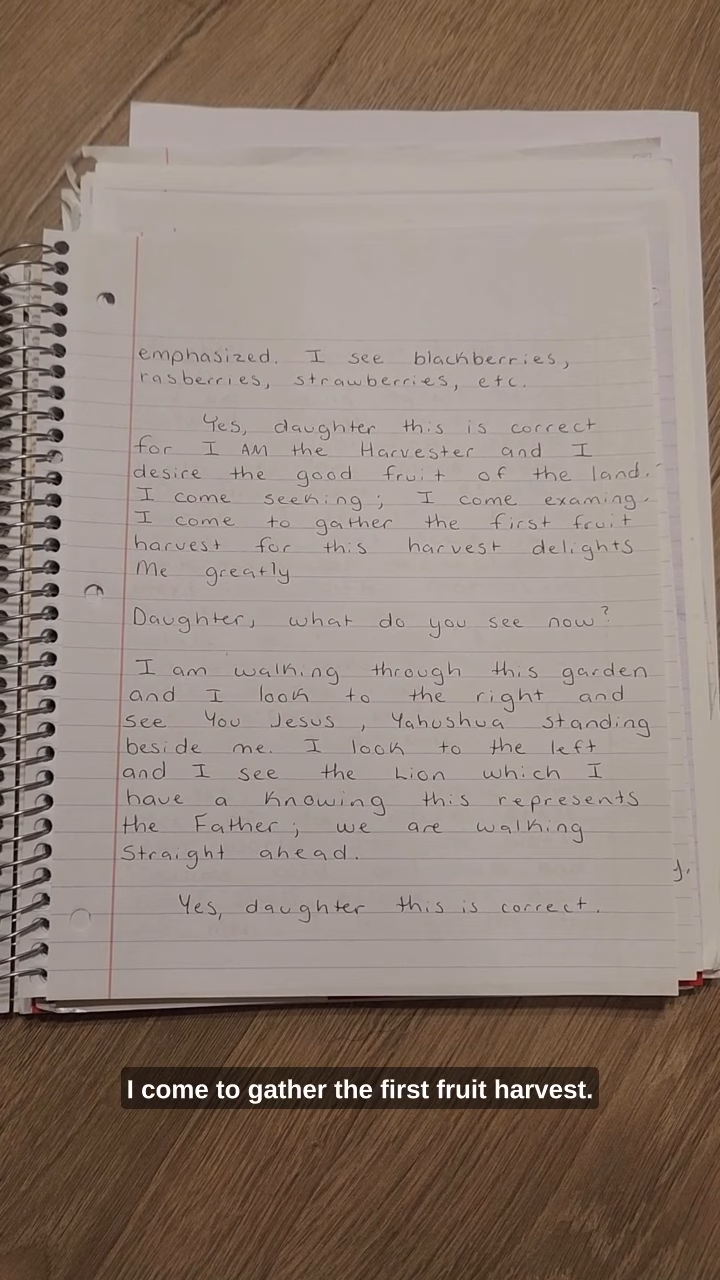 emphasized. I see blackberries,
rasberries, strawberries, etc.
Yes, daughter this is correct
for I AM the Harvester and I
desire the good fruit of the land.
I come seeking; I come examing.
I come to gather the first fruit
harvest for this harvest delights
Me greatly
Daughter, what do you see now?
I am walking through this garden
and I look to the right and
see You Jesus, Yahushua standing
beside me. I look to the left
and I see the Lion which I
have a knowing this represents
the Father; we are walking
straight ahead.
Yes, daughter this is correct.
I come to gather the first fruit harvest.